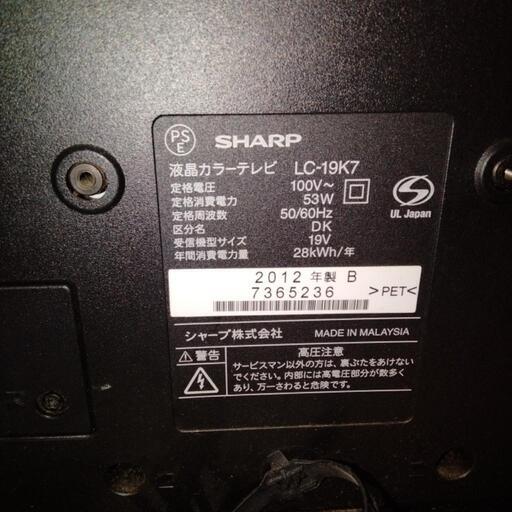 PS
E
SHARP
液晶カラーテレビ LC-19K7
定格電圧 100V~
定格消費電力 53W
定格周波数 50/60Hz
区分名 DK
受信機型サイズ 19V
年間消費電力量 28kWh/年
S
UL Japan
2012 年製 B
7365236 >PET<
シャープ株式会社 MADE IN MALAYSIA
⚠警告 高圧注意
サービスマン以外の方は、裏ぶたをあけない
でください。内部には高電圧部分が数多く
あり、万一さわると危険です。